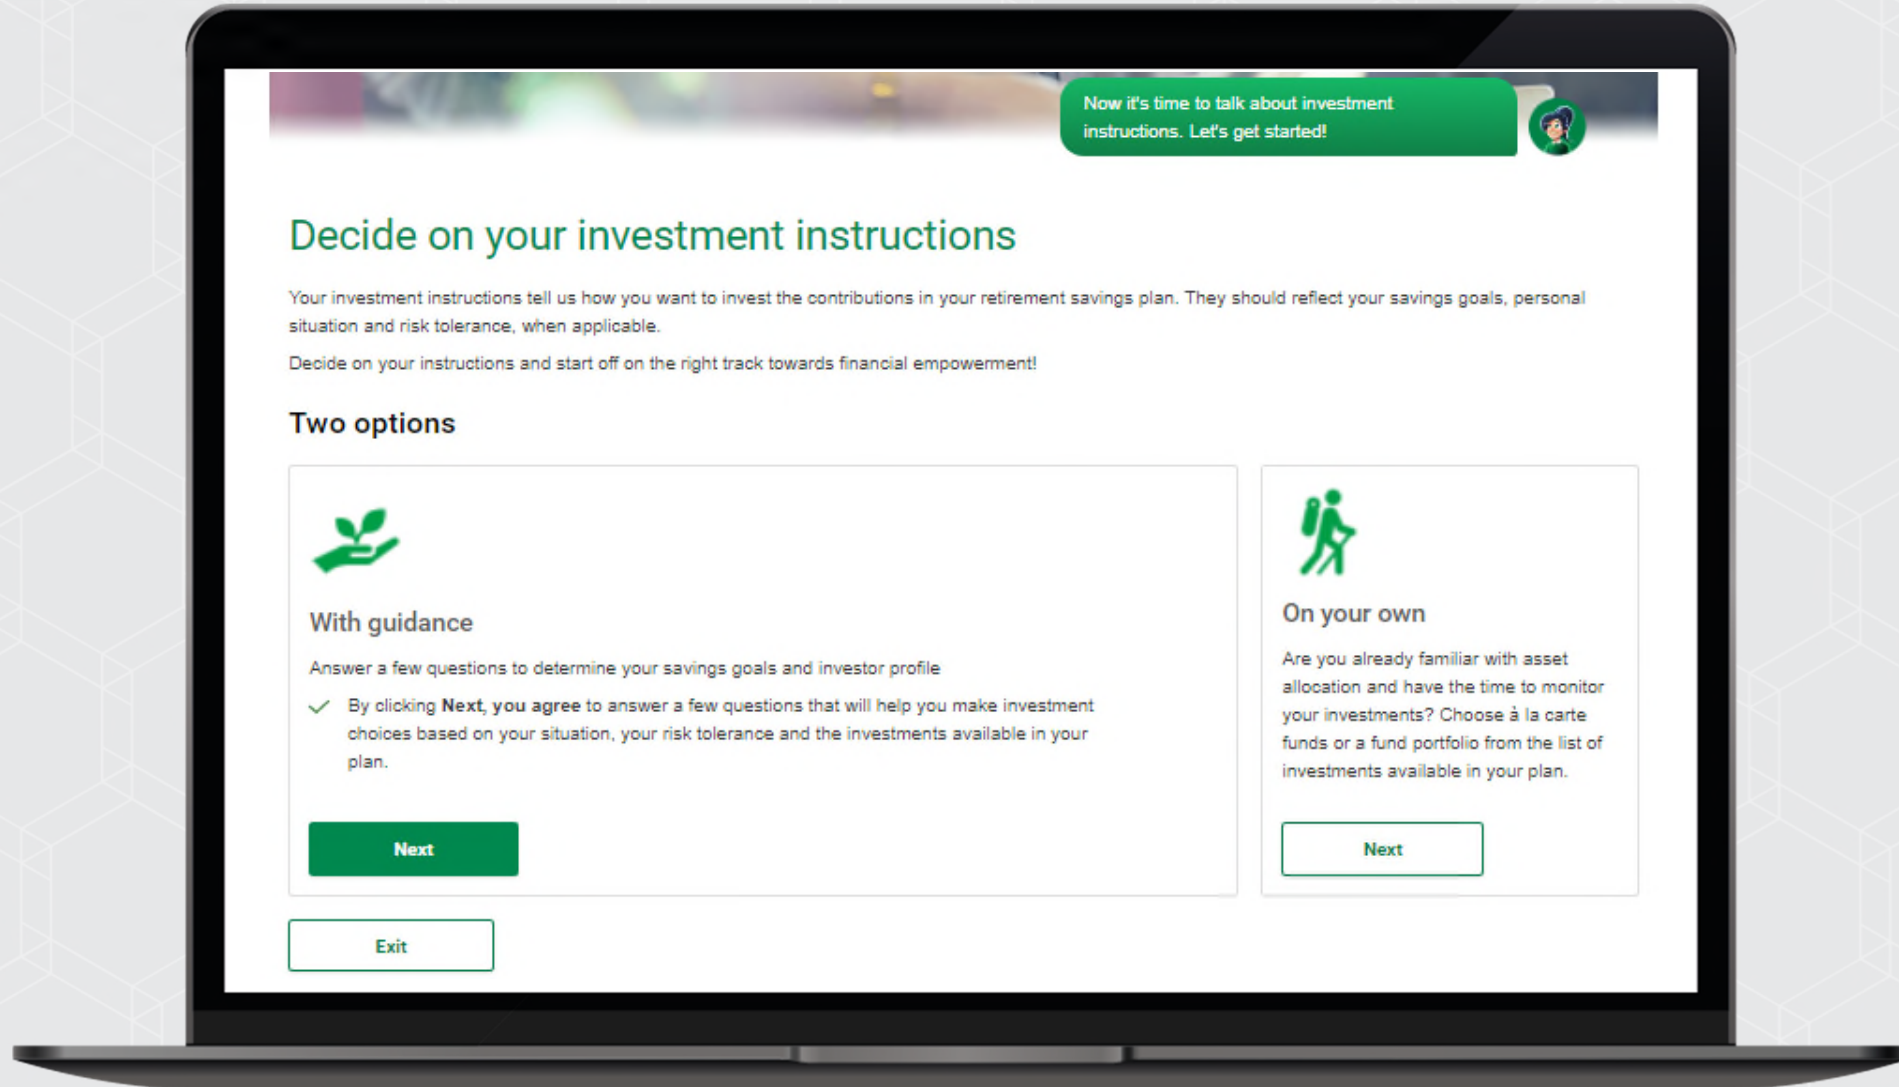 Now it's time to talk about investment
instructions. Let's get started!
Decide on your investment instructions
Your investment instructions tell us how you want to invest the contributions in your retirement savings plan. They should reflect your savings goals, personal
situation and risk tolerance, when applicable.
Decide on your instructions and start off on the right track towards financial empowerment!
Two options
With guidance
Answer a few questions to determine your savings goals and investor profile
By clicking Next, you agree to answer a few questions that will help you make investment
choices based on your situation, your risk tolerance and the investments available in your
plan.
Next
On your own
Are you already familiar with asset
allocation and have the time to monitor
your investments? Choose à la carte
funds or a fund portfolio from the list of
investments available in your plan.
Next
Exit